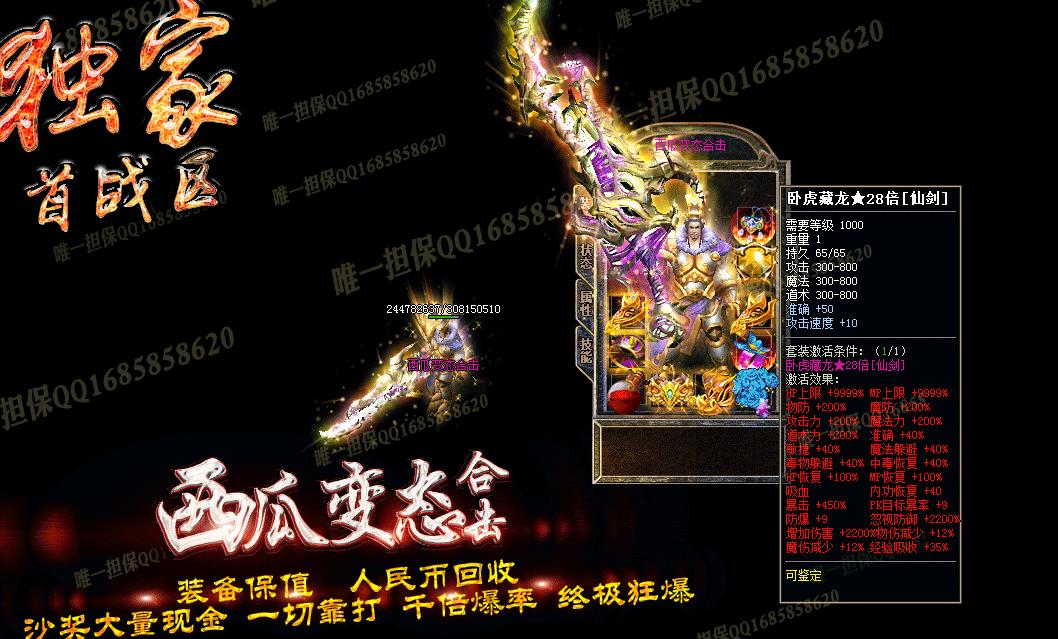 独家
首战区
唯一担保QQ1685858620
西瓜变态合击
状态
属性
技能
244782637/308150510
西瓜变态合击
卧虎藏龙★28倍[仙剑]
需要等级 1000
重量 1
持久 65/65
攻击 300-800
魔法 300-800
道术 300-800
准确 +50
攻击速度 +10
套装激活条件: (1/1)
卧虎藏龙★28倍[仙剑]
激活效果:
HP上限 +9999% MP上限 +9999%
物防 +200% 魔防 +200%
攻击力 +200% 魔法力 +200%
道术力 +200% 准确 +40%
敏捷 +40% 魔法躲避 +40%
毒物躲避 +40% 中毒恢复 +40%
HP恢复 +100% MP恢复 +100%
吸血 内功恢复 +40
暴击 +450% PK目标暴率 +9
防爆 +9 忽视防御 +2200%
增加伤害 +2200% 物伤减少 +12%
魔伤减少 +12% 经验吸收 +35%
可鉴定
西瓜变态合击
装备保值 人民币回收
沙奖大量现金 一切靠打 千倍爆率 终极狂爆